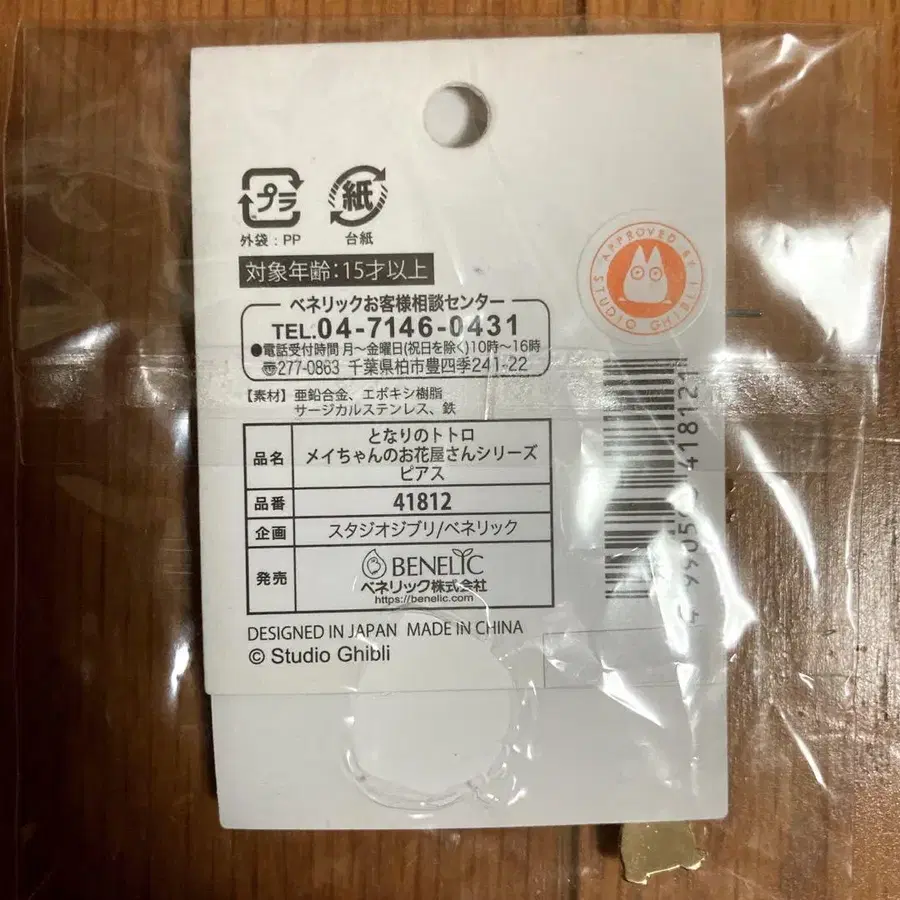 プラ
紙
外袋：PP
台紙
対象年齢：15才以上
APPROVED BY
STUDIO GHIBLI
ベネリックお客様相談センター
TEL.04-7146-0431
●電話受付時間 月～金曜日(祝日を除く)10時～16時
〠277-0863 千葉県柏市豊四季241-22
【素材】亜鉛合金、エポキシ樹脂
サージカルステンレス、鉄
品名
となりのトトロ
メイちゃんのお花屋さんシリーズ
ピアス
品番 41812
企画 スタジオジブリ/ベネリック
発売
BENELIC
ベネリック株式会社
https://benelic.com
DESIGNED IN JAPAN MADE IN CHINA
© Studio Ghibli